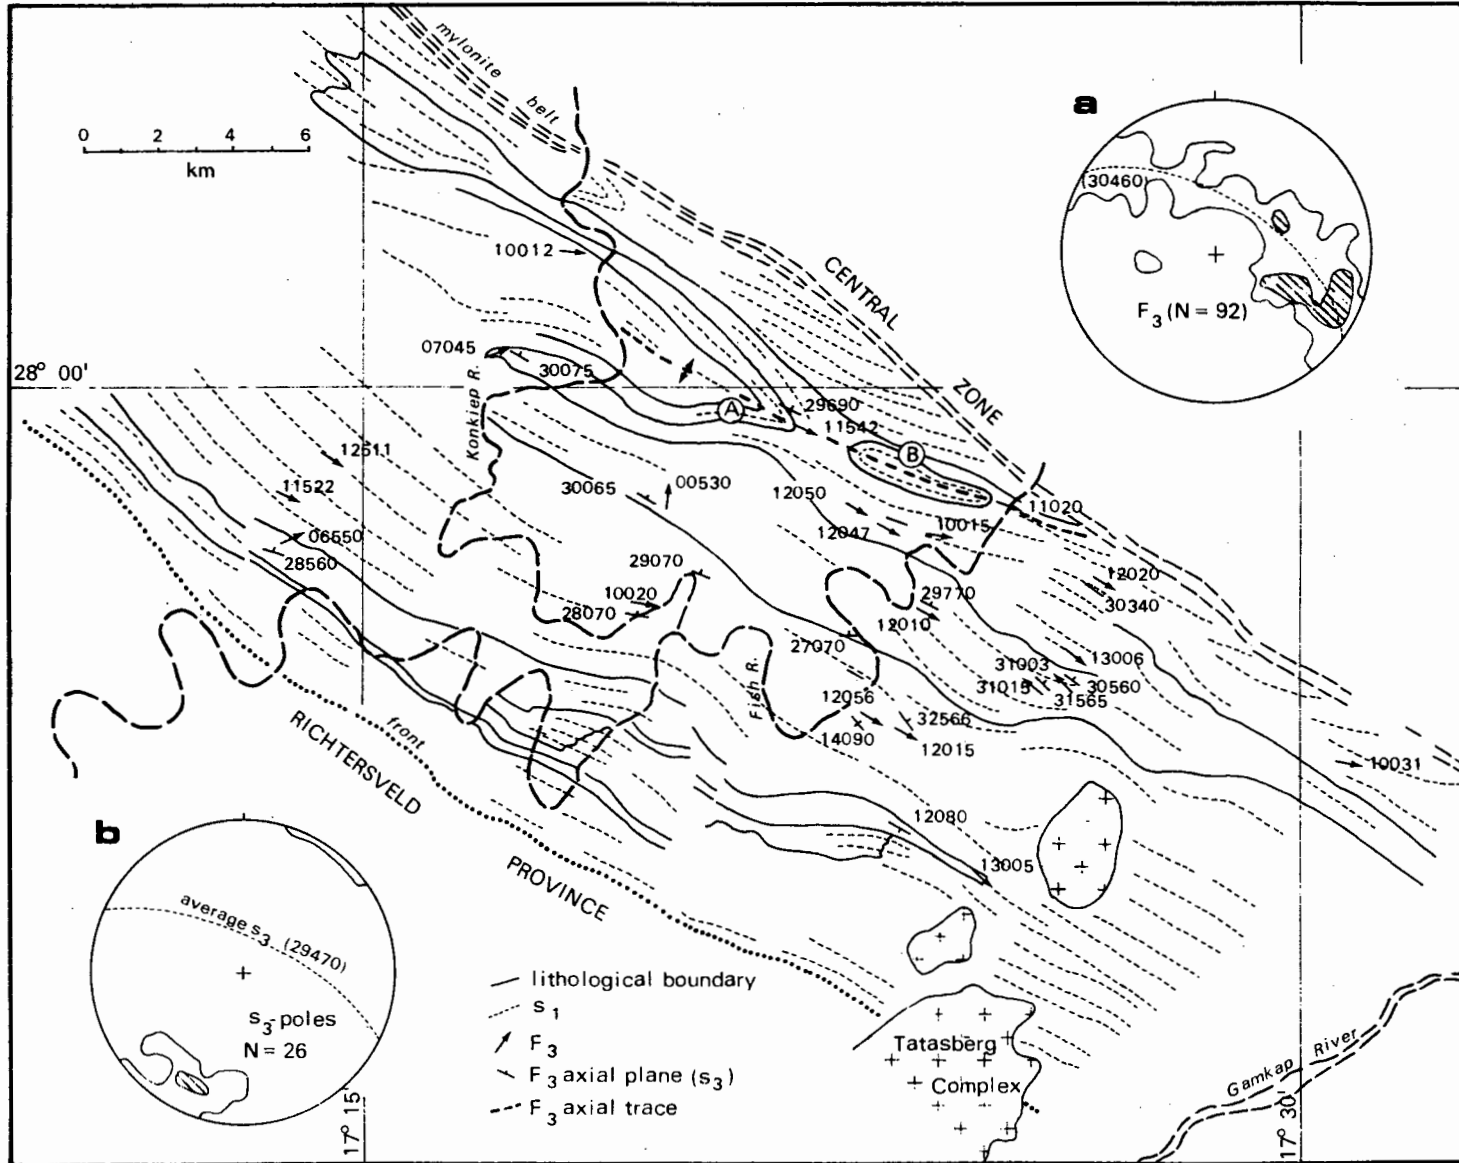 mylonite
belt
0 2 4 6
km
a
(30460)
F3 (N = 92)
10012
CENTRAL
ZONE
07045
30075
28° 00'
A
29690
11542
B
Konkiep R.
12511
11522
30065
00530
12050
12047
10015
11020
06550
28560
29070
10020
28070
12020
30340
29770
12010
27070
31003
13006
31015
30560
31565
Fish R.
12056
32566
14090
12015
10031
RICHTERSVELD
front
PROVINCE
12080
13005
b
average s3 (29470)
s3-poles
N = 26
lithological boundary
s1
F3
F3 axial plane (s3)
F3 axial trace
Tatasberg
Complex
Gamkap River
17° 15'
17° 30'